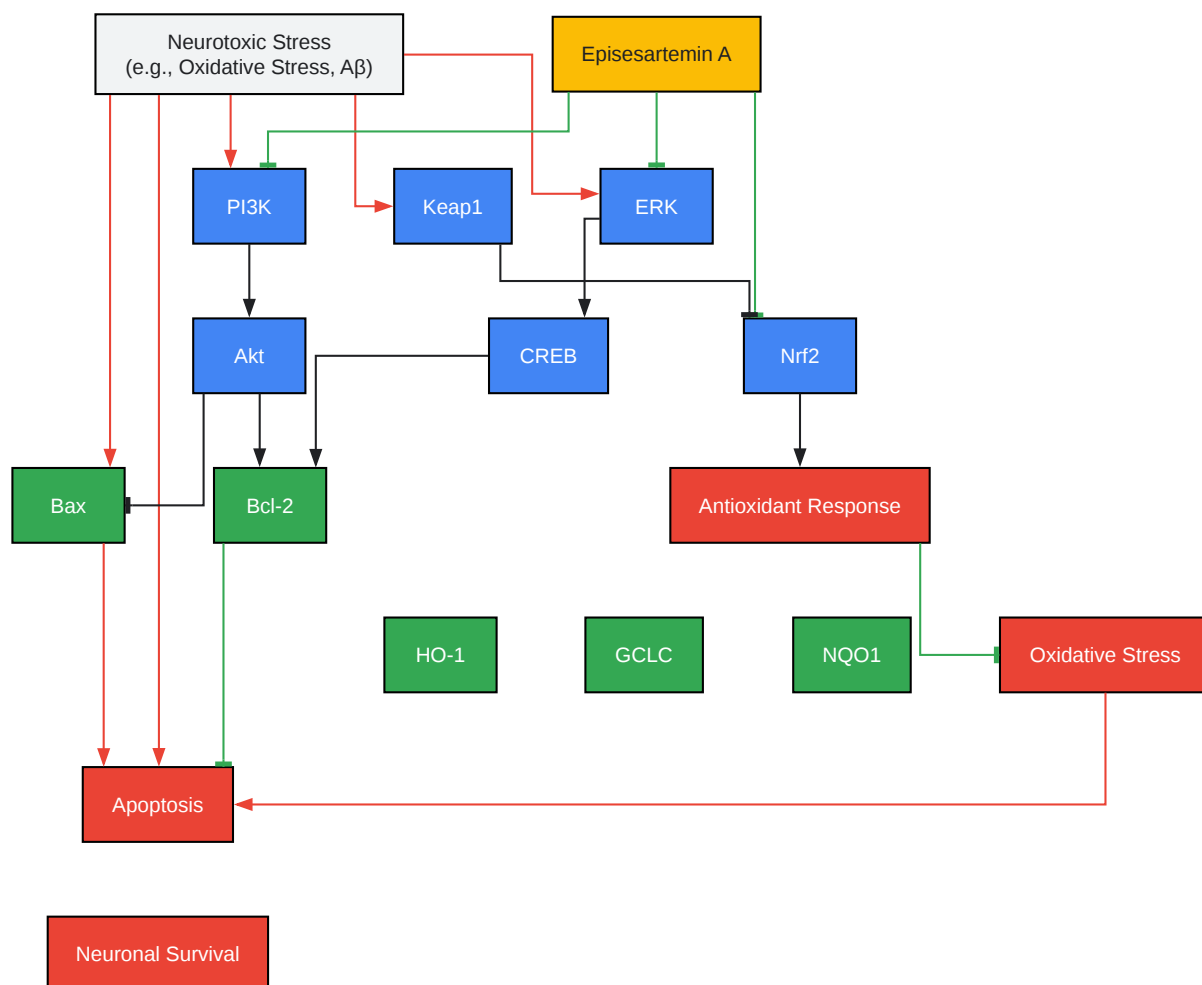 Neurotoxic Stress
(e.g., Oxidative Stress, Aβ)
Episesartemin A
PI3K
Keap1
ERK
Akt
CREB
Nrf2
Bax
Bcl-2
Antioxidant Response
HO-1
GCLC
NQO1
Oxidative Stress
Apoptosis
Neuronal Survival